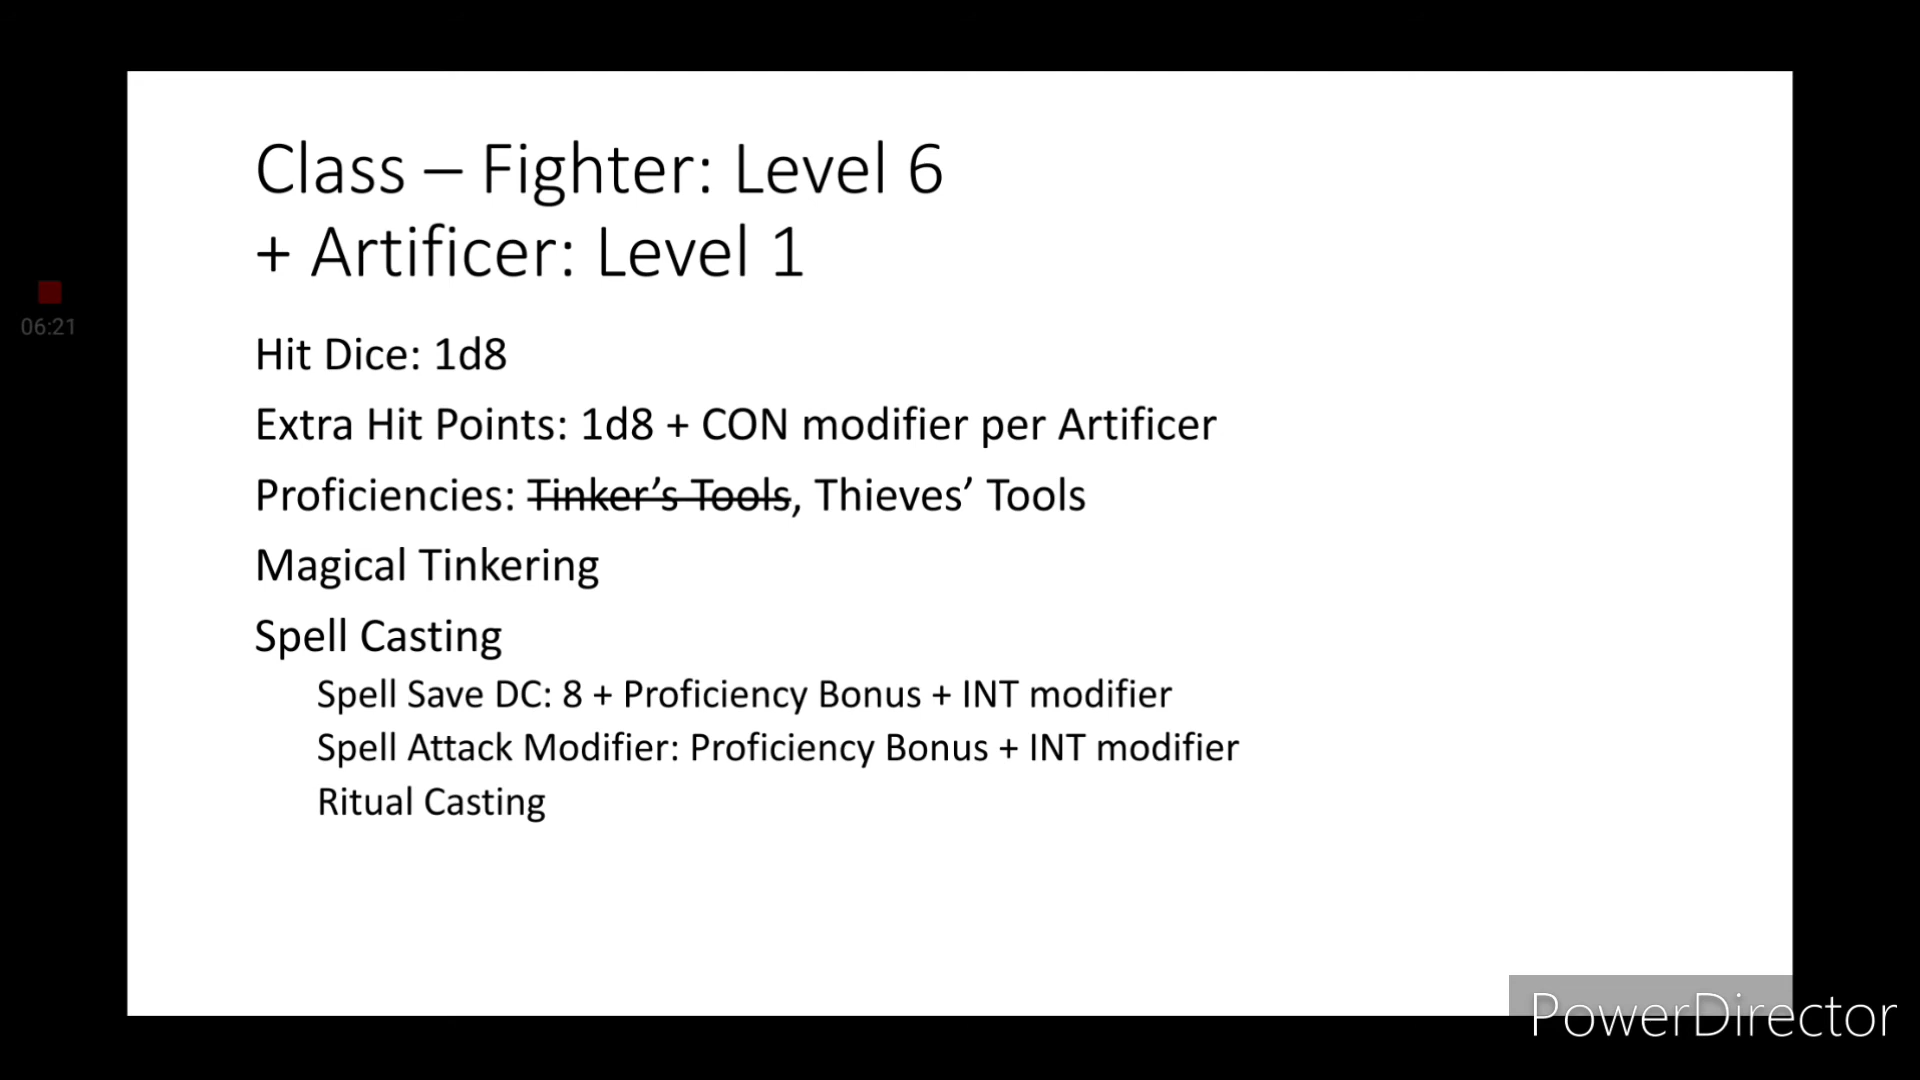 Class – Fighter: Level 6
+ Artificer: Level 1
06:21
Hit Dice: 1d8
Extra Hit Points: 1d8 + CON modifier per Artificer
Proficiencies: Tinker’s Tools, Thieves’ Tools
Magical Tinkering
Spell Casting
Spell Save DC: 8 + Proficiency Bonus + INT modifier
Spell Attack Modifier: Proficiency Bonus + INT modifier
Ritual Casting
PowerDirector